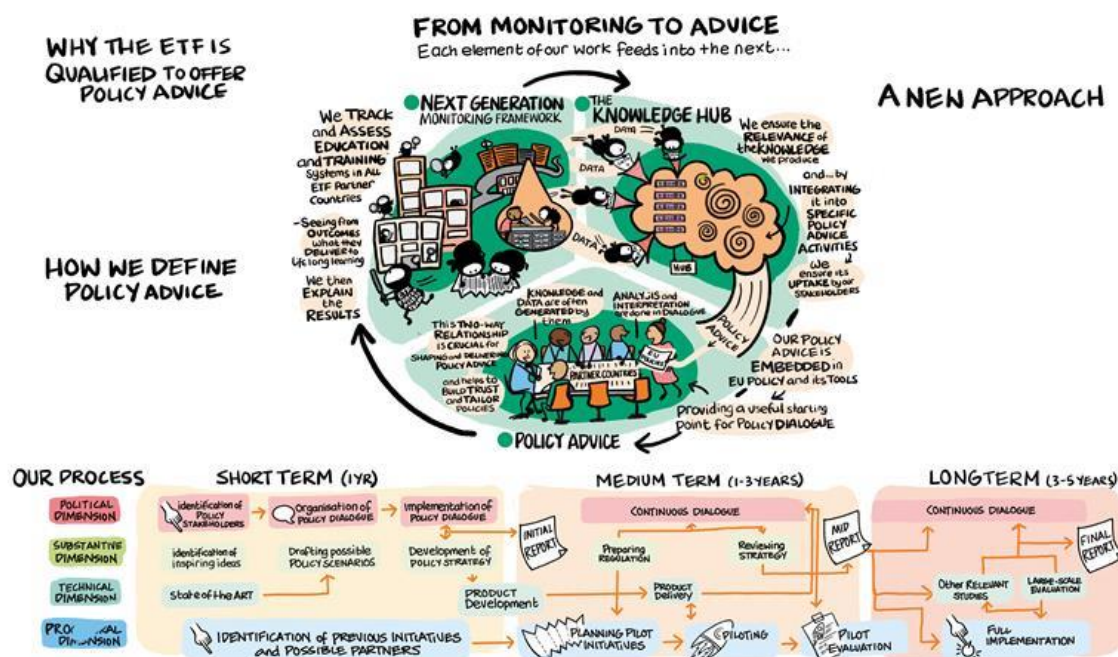 WHY THE ETF IS
QUALIFIED TO OFFER
POLICY ADVICE
HOW WE DEFINE
POLICY ADVICE
FROM MONITORING TO ADVICE
Each element of our work feeds into the next...
A NEN APPROACH
NEXT GENERATION
MONITORING FRAMEWORK
We TRACK
and ASSESS
EDUCATION
and TRAINING
Systems in ALL
ETF Partner
Countries
-Seeing from
OUTCOMES
what they
DELIVER to
life long learning
We then
EXPLAIN
the
RESULTS
THE
KNOWLEDGE HUB
DATA
DATA
DATA
HUB
We ensure the
RELEVANCE of
the KNOWLEDGE
we produce
and... by
INTEGRATING
it into
SPECIFIC
POLICY
ADVICE
ACTIVITIES
We
ensure its
UPTAKE by our
STAKEHOLDERS
POLICY
ADVICE
OUR POLICY
ADVICE IS
EMBEDDED in
EU POLICY and its TOOLS
providing a useful starting
point for POLICY DIALOGUE
KNOWLEDGE and
DATA are often
GENERATED by
them
ANALYSIS and
INTERPRETATION
are done in DIALOGUE
This TWO-WAY
RELATIONSHIP
IS CRUCIAL for
SHAPING and DELIVERING
POLICY ADVICE
and helps to
BUILD TRUST
and TAILOR
POLICIES
PARTNER COUNTRIES
POLICY ADVICE
OUR PROCESS
POLITICAL
DIMENSION
SUBSTANTIVE
DIMENSION
TECHNICAL
DIMENSION
DIMENSION
SHORT TERM (1YR)
identification of
POLICY
STAKEHOLDERS
Organisation of
POLICY DIALOGUE
Implementation of
POLICY DIALOGUE
identification of
inspiring ideas
Drafting possible
POLICY SCENARIOS
Development of
POLICY STRATEGY
State of the ART
PRODUCT
Development
IDENTIFICATION of PREVIOUS INITIATIVES
and POSSIBLE PARTNERS
INITIAL
REPORT
MEDIUM TERM (1-3 YEARS)
CONTINUOUS DIALOGUE
Preparing
REGULATION
Reviewing
STRATEGY
PRODUCT
Delivery
PLANNING PILOT
INITIATIVES
PILOTING
PILOT
EVALUATION
MID
REPORT
LONGTERM (3-5 YEARS)
CONTINUOUS DIALOGUE
Other Relevant
STUDIES
LARGE-SCALE
EVALUATION
FULL
IMPLEMENTATION
FINAL
REPORT